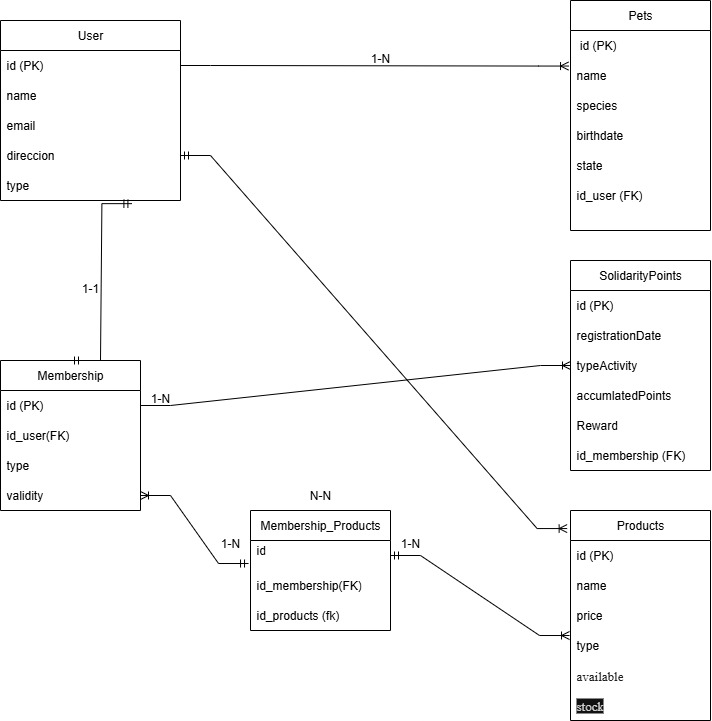 User
id (PK)
name
email
direccion
type
1-N
Pets
id (PK)
name
species
birthdate
state
id_user (FK)
1-1
SolidarityPoints
id (PK)
registrationDate
typeActivity
accumlatedPoints
Reward
id_membership (FK)
Membership
id (PK)
id_user(FK)
type
validity
1-N
N-N
1-N
Membership_Products
id
id_membership(FK)
id_products (fk)
1-N
Products
id (PK)
name
price
type
available
stock